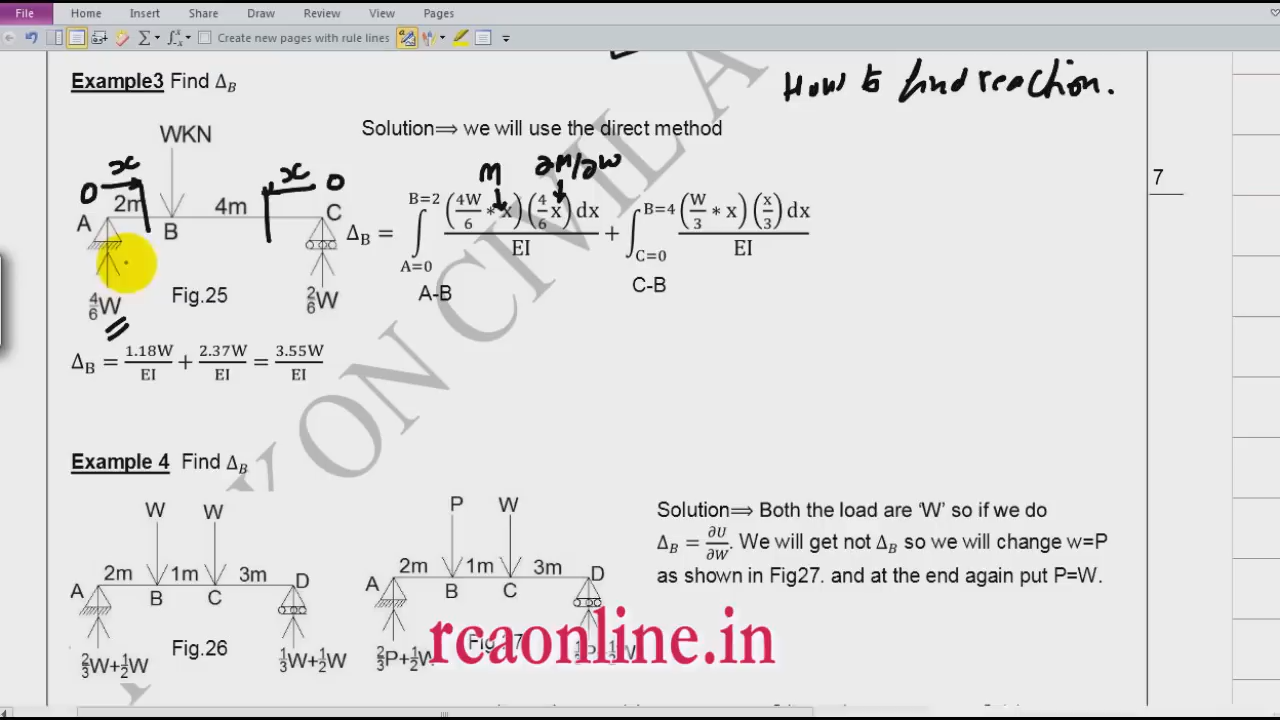 File Home Insert Share Draw Review View Pages
Create new pages with rule lines
How to find reaction.
Example3 Find Δ_B
Solution⟹ we will use the direct method
WKN
M ∂M/∂W
x x
O O
2m 4m
A B C
4/6 W Fig.25 2/6 W
Δ_B = ∫_{A=0}^{B=2} (4W/6 * x)(4/6 x) dx / EI + ∫_{C=0}^{B=4} (W/3 * x)(x/3) dx / EI
A-B C-B
7
Δ_B = 1.18W/EI + 2.37W/EI = 3.55W/EI
YON CIVIL A
Example 4 Find Δ_B
W W
2m 1m 3m
A B C D
2/3 W+1/2 W Fig.26 1/3 W+1/2 W
P W
2m 1m 3m
A B C D
2/3 P+1/2 W
Solution⟹ Both the load are ‘W’ so if we do
Δ_B = ∂U/∂W. We will get not Δ_B so we will change w=P
as shown in Fig27. and at the end again put P=W.
rcaonline.in